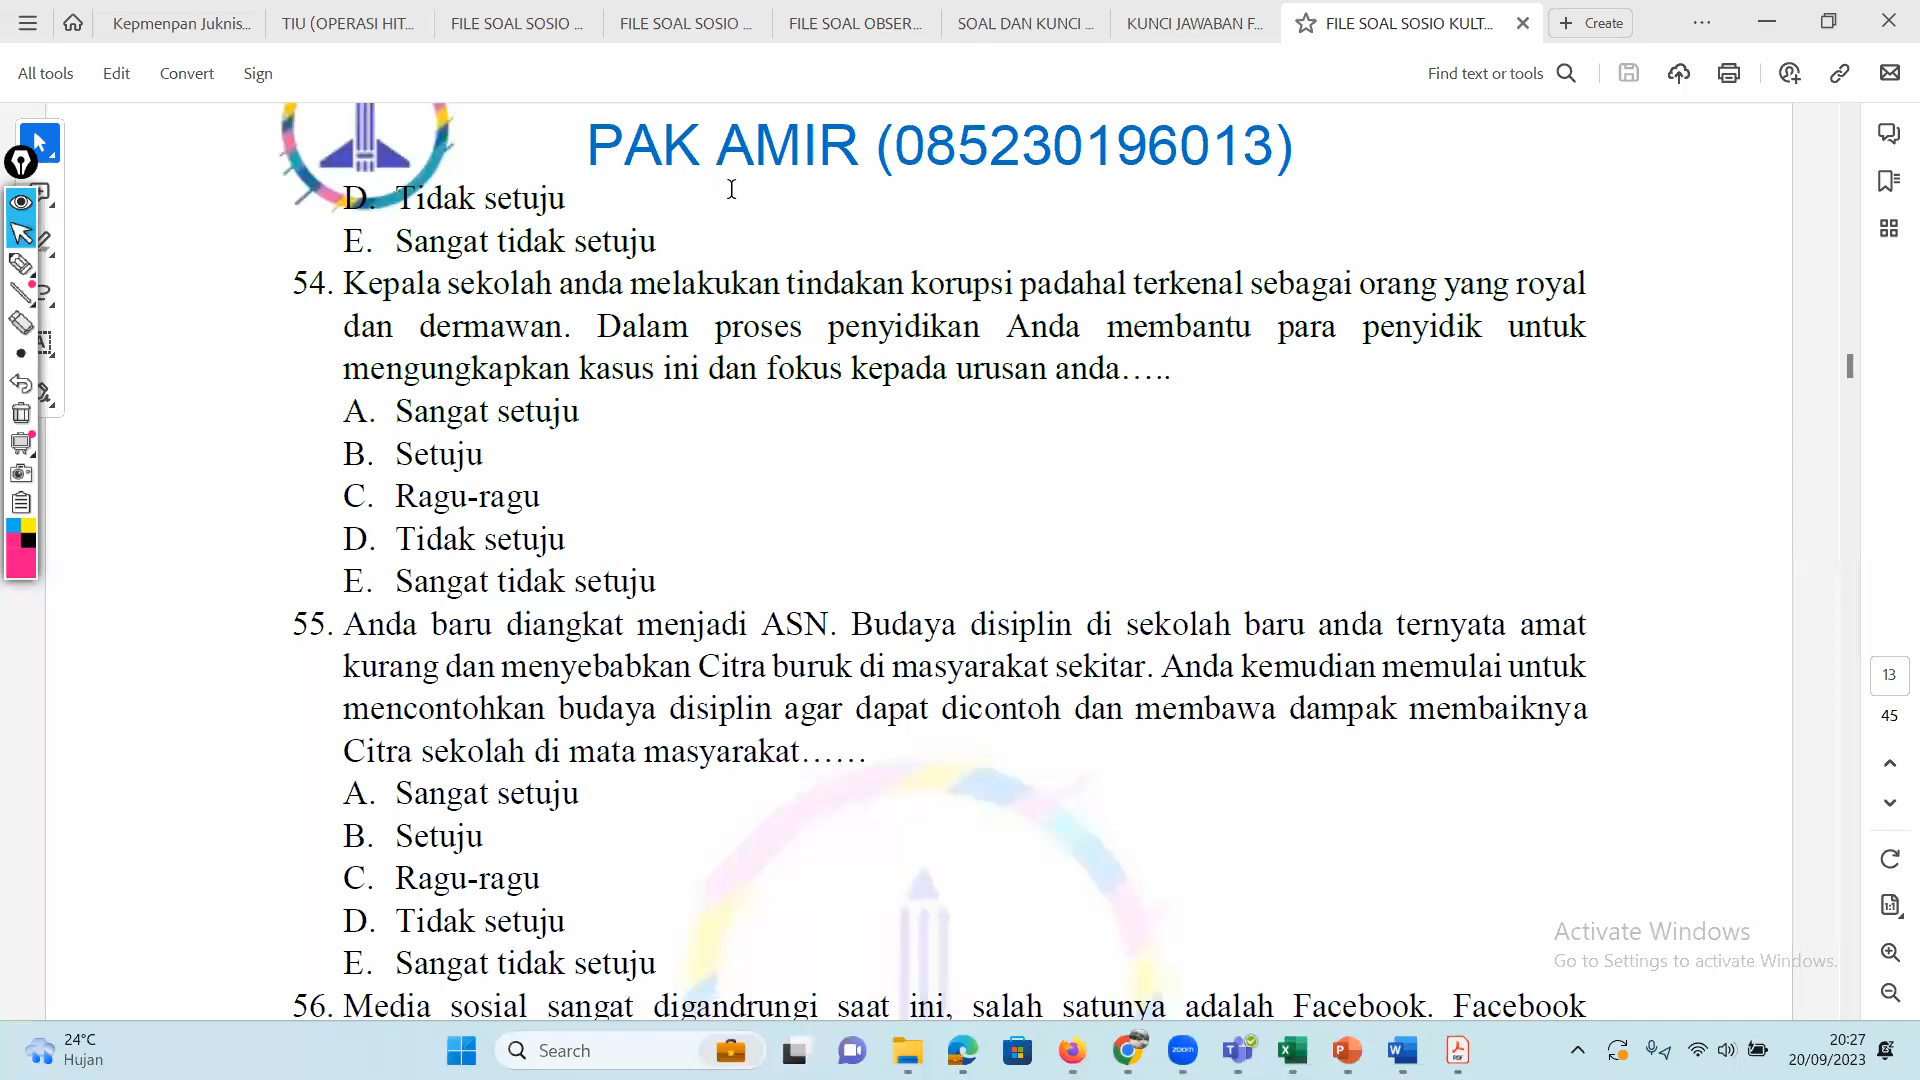 Kepmenpan Juknis...
TIU (OPERASI HIT...
FILE SOAL SOSIO ...
FILE SOAL SOSIO ...
FILE SOAL OBSER...
SOAL DAN KUNCI ...
KUNCI JAWABAN F...
FILE SOAL SOSIO KULT...
Create
All tools
Edit
Convert
Sign
Find text or tools
PAK AMIR (085230196013)
D. Tidak setuju
E. Sangat tidak setuju
54. Kepala sekolah anda melakukan tindakan korupsi padahal terkenal sebagai orang yang royal
dan dermawan. Dalam proses penyidikan Anda membantu para penyidik untuk
mengungkapkan kasus ini dan fokus kepada urusan anda…..
A. Sangat setuju
B. Setuju
C. Ragu-ragu
D. Tidak setuju
E. Sangat tidak setuju
55. Anda baru diangkat menjadi ASN. Budaya disiplin di sekolah baru anda ternyata amat
kurang dan menyebabkan Citra buruk di masyarakat sekitar. Anda kemudian memulai untuk
mencontohkan budaya disiplin agar dapat dicontoh dan membawa dampak membaiknya
Citra sekolah di mata masyarakat……
A. Sangat setuju
B. Setuju
C. Ragu-ragu
D. Tidak setuju
E. Sangat tidak setuju
56. Media sosial sangat digandrungi saat ini, salah satunya adalah Facebook. Facebook
13
45
1:1
Activate Windows
Go to Settings to activate Windows.
24°C
Hujan
Search
zoom
20:27
20/09/2023